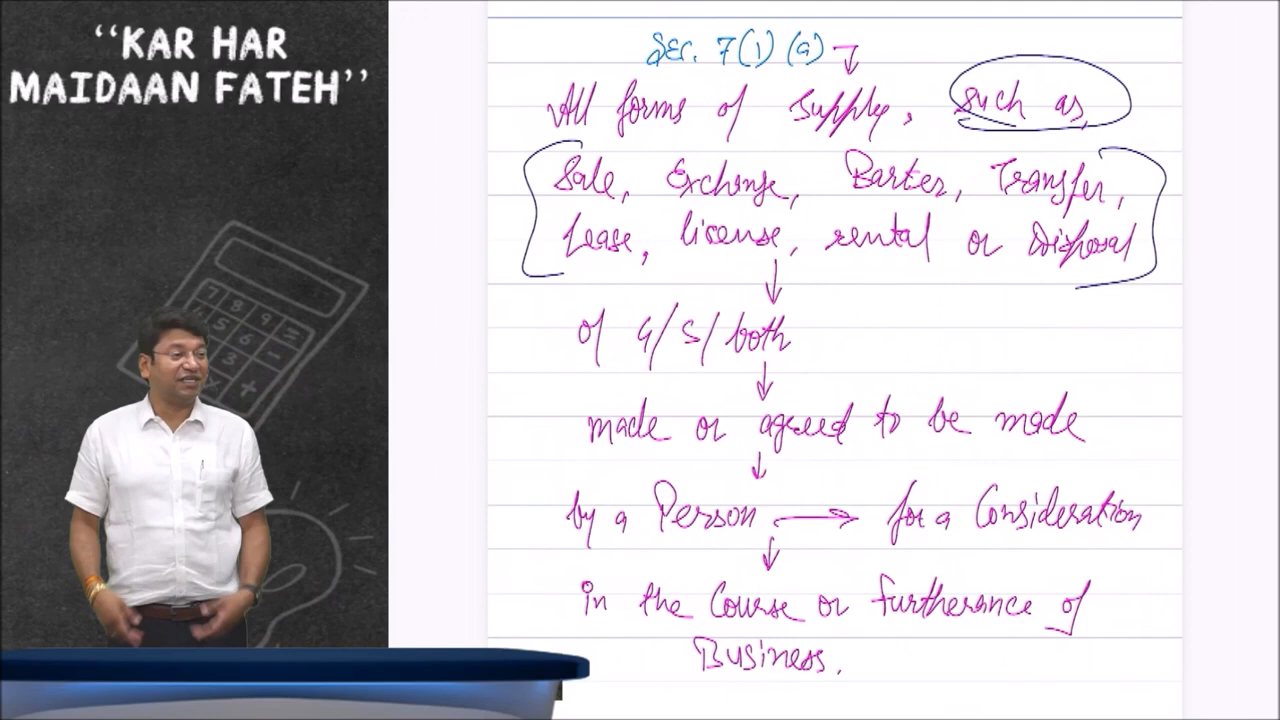 “KAR HAR
MAIDAAN FATEH”
Sec. 7(1) (a)
All forms of supply, such as,
Sale, Exchange, Barter, Transfer,
Lease, license, rental or Disposal
of G/S/both
made or agreed to be made
by a Person → for a Consideration
in the Course or furtherance of
Business.